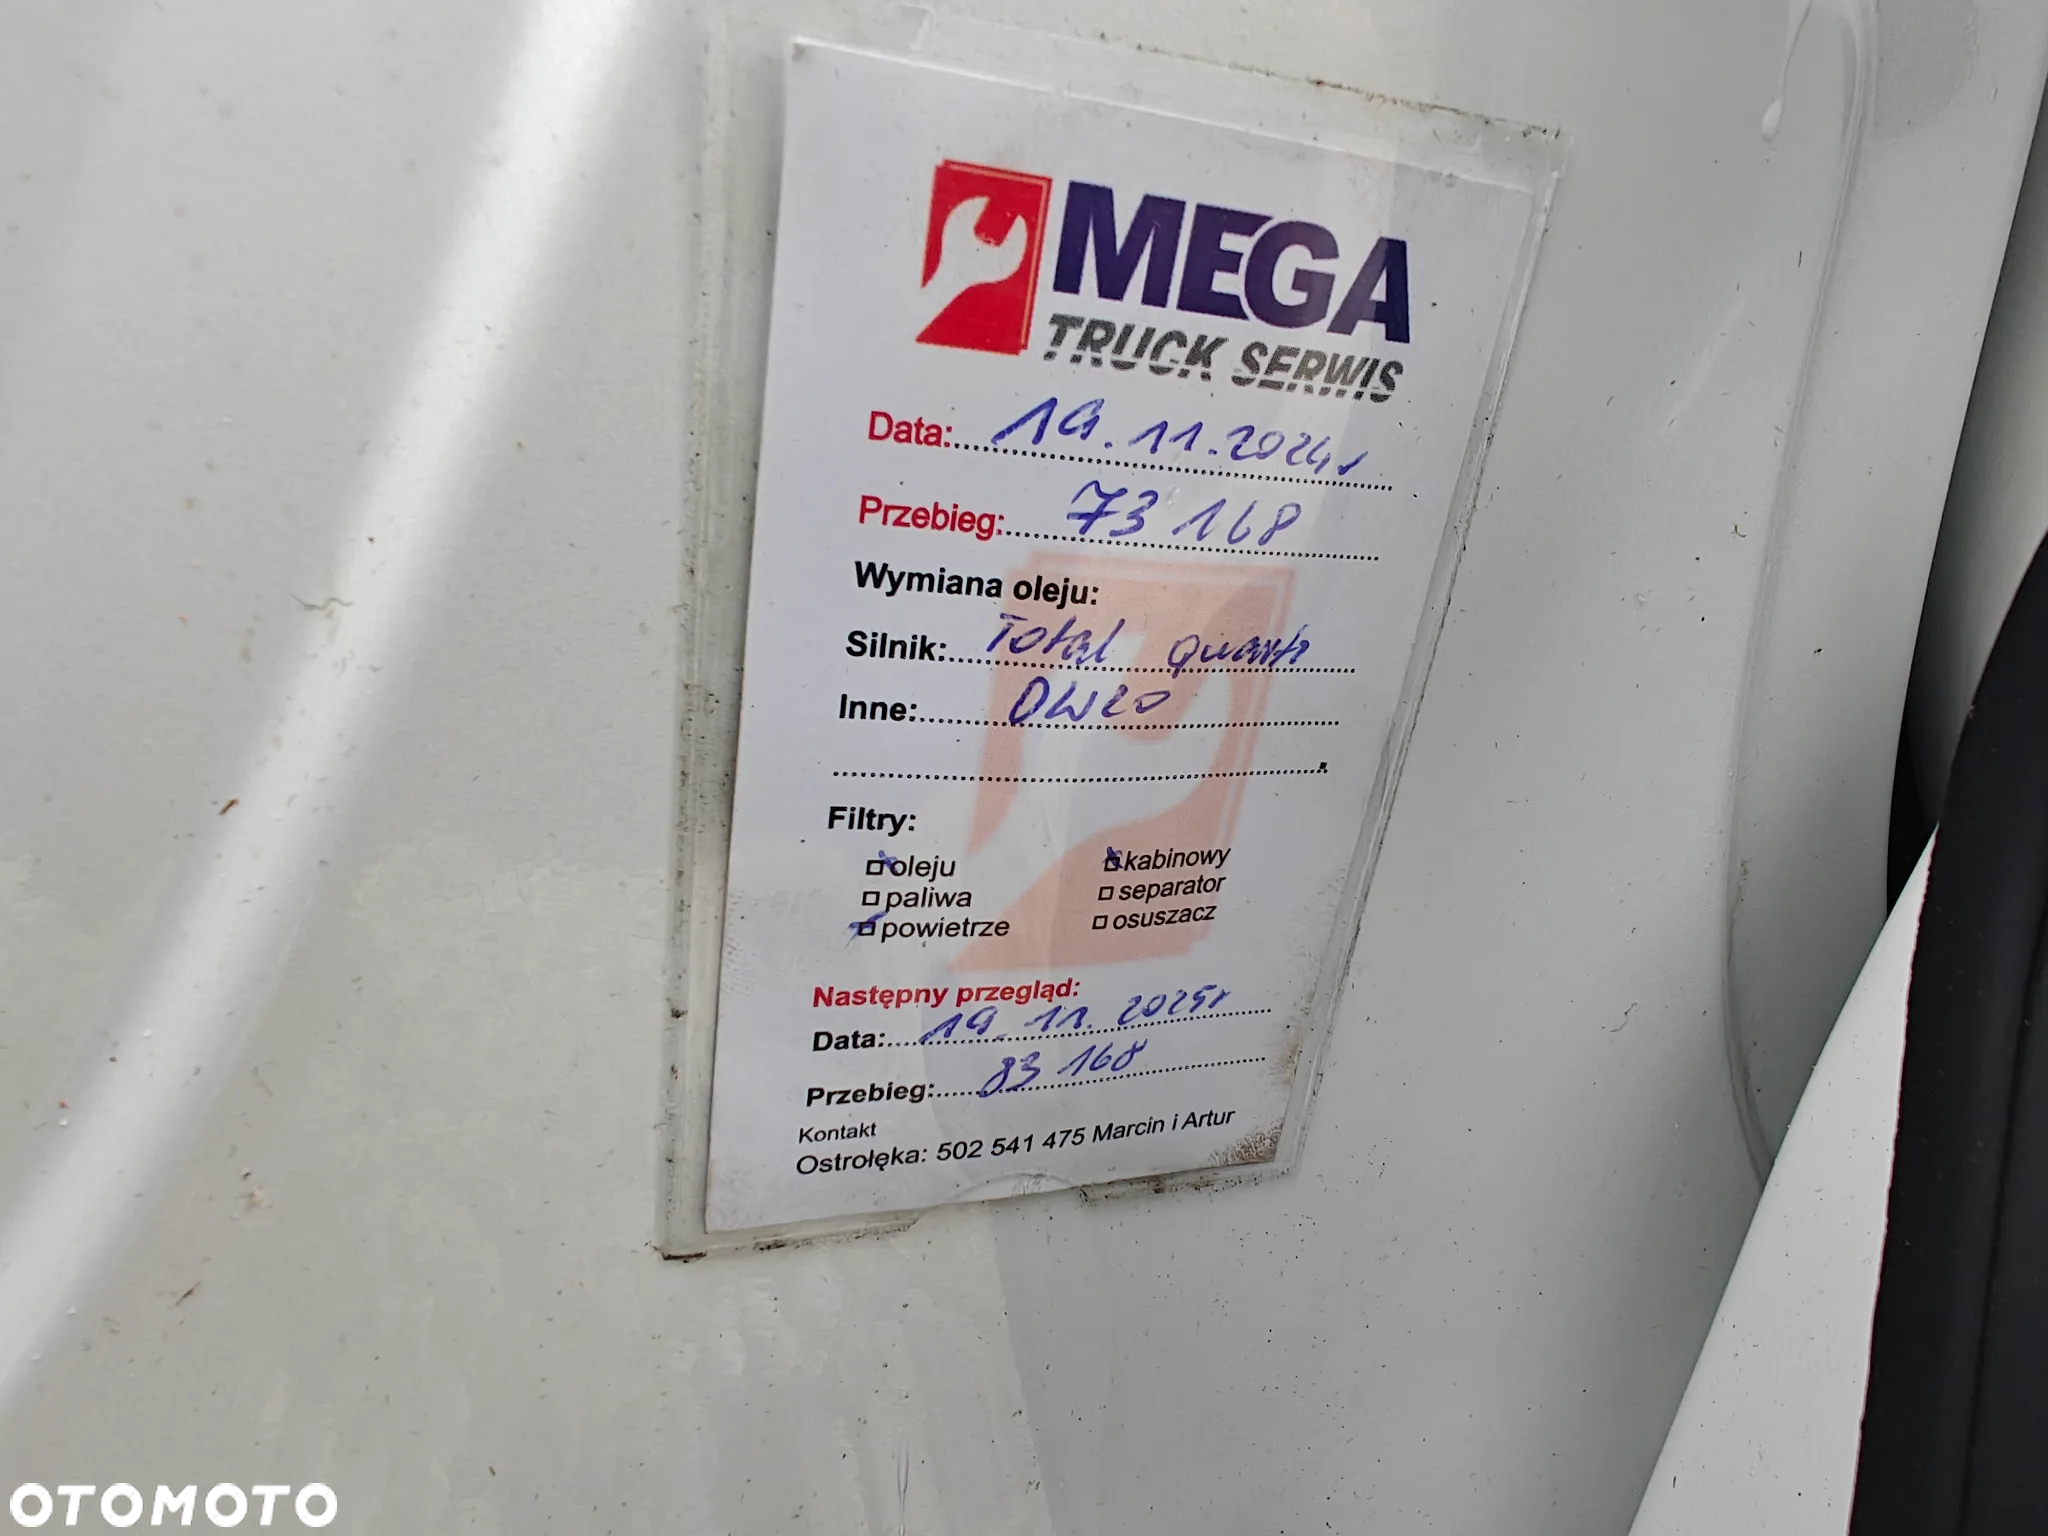 MEGA
TRUCK SERWIS
Data: 19.11.2024r
Przebieg: 73 168
Wymiana oleju:
Silnik: Total quartz
Inne: 0W20
Filtry:
oleju kabinowy
paliwa separator
powietrze osuszacz
Następny przegląd:
Data: 19.11.2025r
Przebieg: 83 168
Kontakt
Ostrołęka: 502 541 475 Marcin i Artur
OTOMOTO